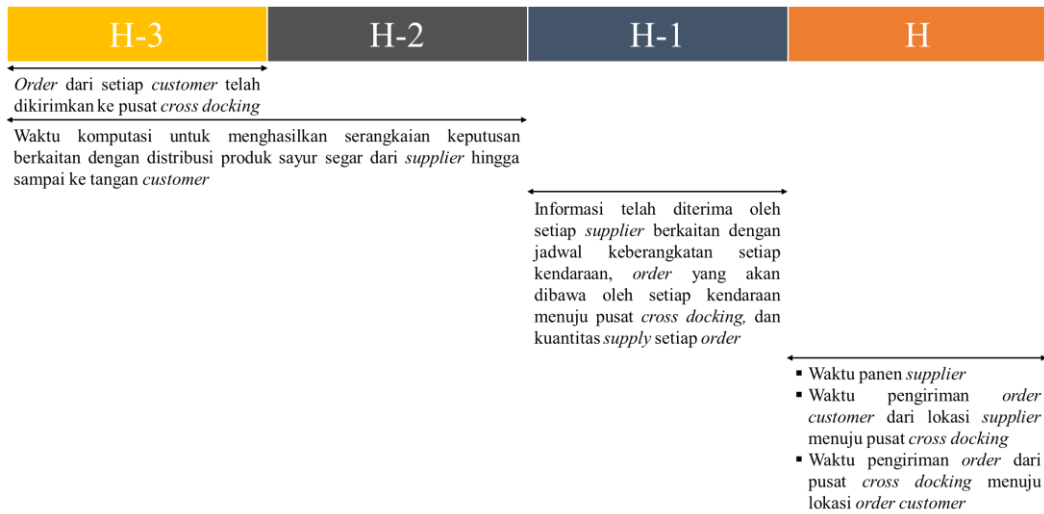 H-3 H-2 H-1 H
Order dari setiap customer telah
dikirimkan ke pusat cross docking
Waktu komputasi untuk menghasilkan serangkaian keputusan
berkaitan dengan distribusi produk sayur segar dari supplier hingga
sampai ke tangan customer
Informasi telah diterima oleh
setiap supplier berkaitan dengan
jadwal keberangkatan setiap
kendaraan, order yang akan
dibawa oleh setiap kendaraan
menuju pusat cross docking, dan
kuantitas supply setiap order
▪ Waktu panen supplier
▪ Waktu pengiriman order
customer dari lokasi supplier
menuju pusat cross docking
▪ Waktu pengiriman order dari
pusat cross docking menuju
lokasi order customer